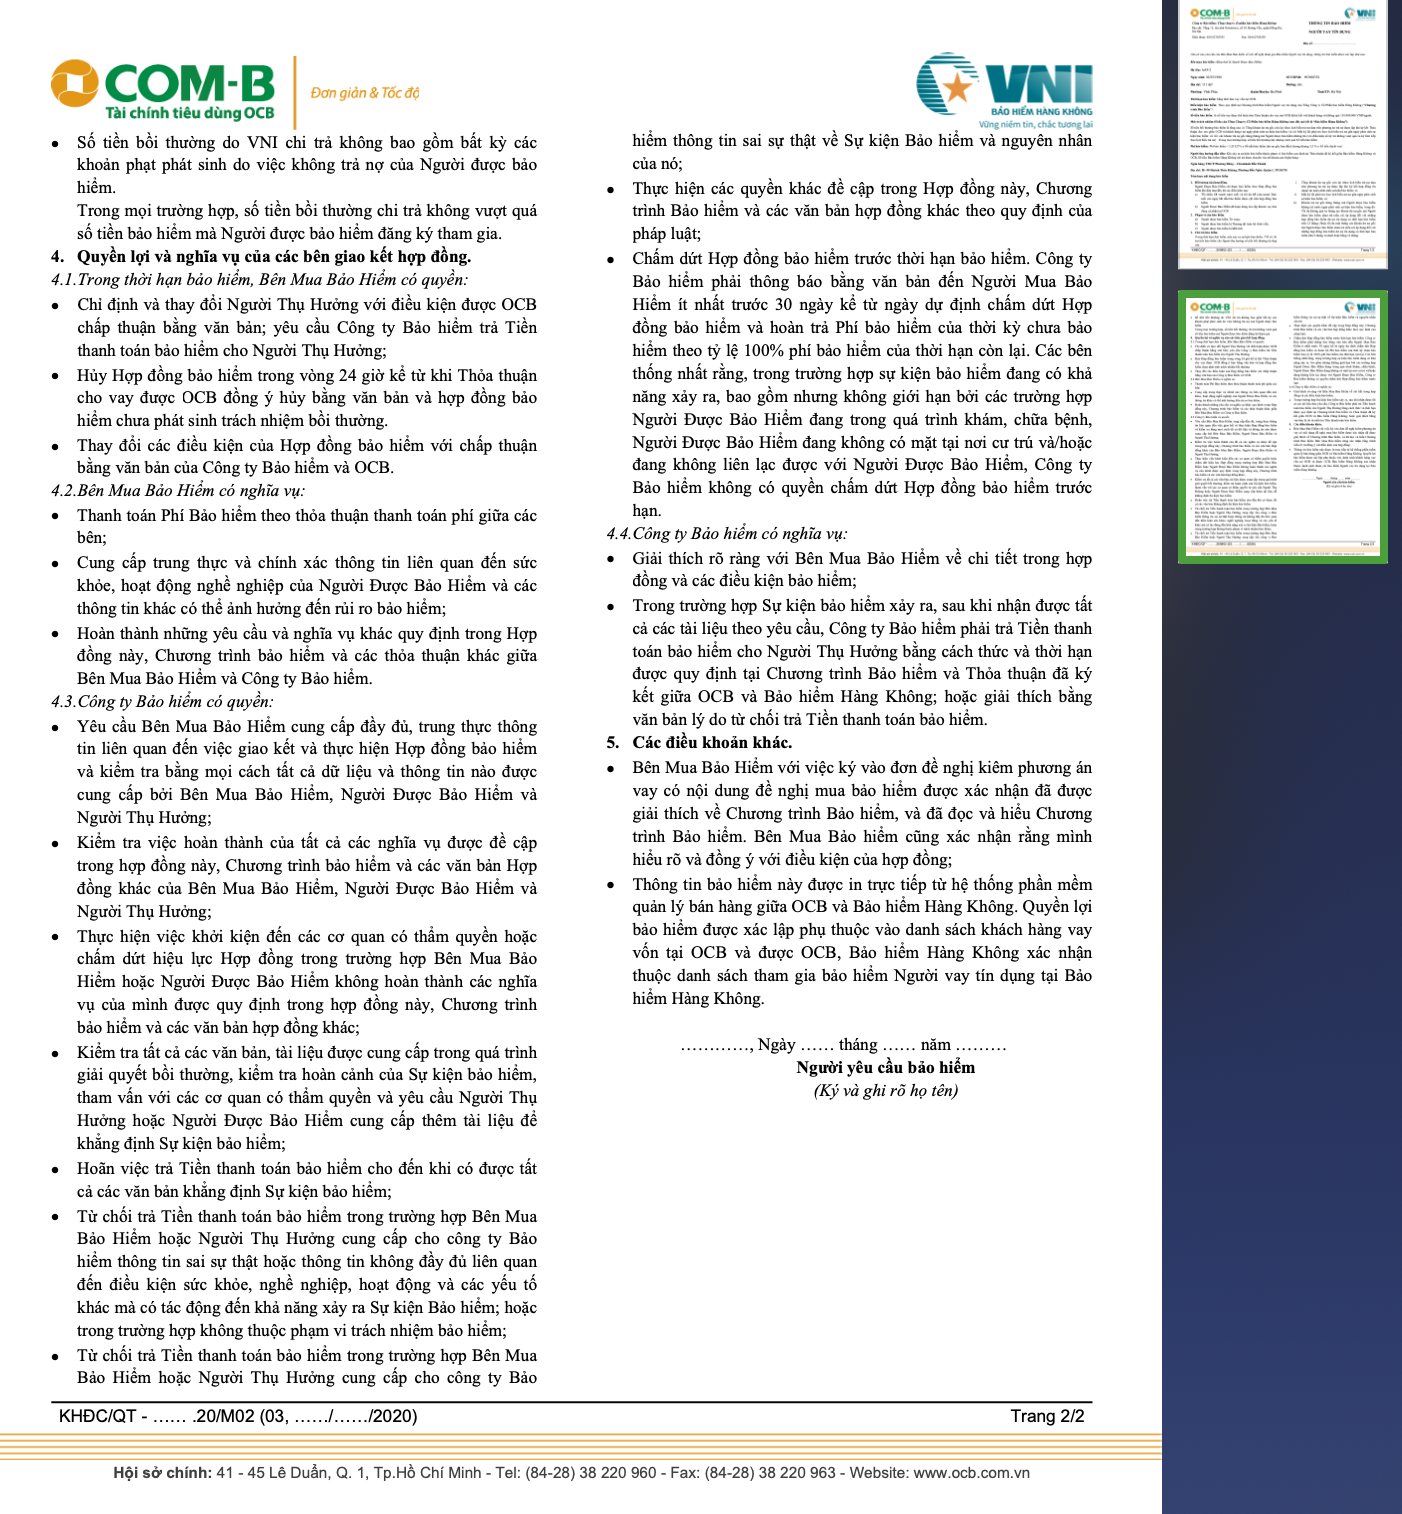 COM-B
Tài chính tiêu dùng OCB
Đơn giản & Tốc độ
VNI
BẢO HIỂM HÀNG KHÔNG
Vững niềm tin, chắc tương lai
• Số tiền bồi thường do VNI chi trả không bao gồm bất kỳ các
khoản phạt phát sinh do việc không trả nợ của Người được bảo
hiểm.
Trong mọi trường hợp, số tiền bồi thường chi trả không vượt quá
số tiền bảo hiểm mà Người được bảo hiểm đăng ký tham gia.
4. Quyền lợi và nghĩa vụ của các bên giao kết hợp đồng.
4.1.Trong thời hạn bảo hiểm, Bên Mua Bảo Hiểm có quyền:
• Chỉ định và thay đổi Người Thụ Hưởng với điều kiện được OCB
chấp thuận bằng văn bản; yêu cầu Công ty Bảo hiểm trả Tiền
thanh toán bảo hiểm cho Người Thụ Hưởng;
• Hủy Hợp đồng bảo hiểm trong vòng 24 giờ kể từ khi Thỏa thuận
cho vay được OCB đồng ý hủy bằng văn bản và hợp đồng bảo
hiểm chưa phát sinh trách nhiệm bồi thường.
• Thay đổi các điều kiện của Hợp đồng bảo hiểm với chấp thuận
bằng văn bản của Công ty Bảo hiểm và OCB.
4.2.Bên Mua Bảo Hiểm có nghĩa vụ:
• Thanh toán Phí Bảo hiểm theo thỏa thuận thanh toán phí giữa các
bên;
• Cung cấp trung thực và chính xác thông tin liên quan đến sức
khỏe, hoạt động nghề nghiệp của Người Được Bảo Hiểm và các
thông tin khác có thể ảnh hưởng đến rủi ro bảo hiểm;
• Hoàn thành những yêu cầu và nghĩa vụ khác quy định trong Hợp
đồng này, Chương trình bảo hiểm và các thỏa thuận khác giữa
Bên Mua Bảo Hiểm và Công ty Bảo hiểm.
4.3.Công ty Bảo hiểm có quyền:
• Yêu cầu Bên Mua Bảo Hiểm cung cấp đầy đủ, trung thực thông
tin liên quan đến việc giao kết và thực hiện Hợp đồng bảo hiểm
và kiểm tra bằng mọi cách tất cả dữ liệu và thông tin nào được
cung cấp bởi Bên Mua Bảo Hiểm, Người Được Bảo Hiểm và
Người Thụ Hưởng;
• Kiểm tra việc hoàn thành của tất cả các nghĩa vụ được đề cập
trong hợp đồng này, Chương trình bảo hiểm và các văn bản Hợp
đồng khác của Bên Mua Bảo Hiểm, Người Được Bảo Hiểm và
Người Thụ Hưởng;
• Thực hiện việc khởi kiện đến các cơ quan có thẩm quyền hoặc
chấm dứt hiệu lực Hợp đồng trong trường hợp Bên Mua Bảo
Hiểm hoặc Người Được Bảo Hiểm không hoàn thành các nghĩa
vụ của mình được quy định trong hợp đồng này, Chương trình
bảo hiểm và các văn bản hợp đồng khác;
• Kiểm tra tất cả các văn bản, tài liệu được cung cấp trong quá trình
giải quyết bồi thường, kiểm tra hoàn cảnh của Sự kiện bảo hiểm,
tham vấn với các cơ quan có thẩm quyền và yêu cầu Người Thụ
Hưởng hoặc Người Được Bảo Hiểm cung cấp thêm tài liệu để
khẳng định Sự kiện bảo hiểm;
• Hoãn việc trả Tiền thanh toán bảo hiểm cho đến khi có được tất
cả các văn bản khẳng định Sự kiện bảo hiểm;
• Từ chối trả Tiền thanh toán bảo hiểm trong trường hợp Bên Mua
Bảo Hiểm hoặc Người Thụ Hưởng cung cấp cho công ty Bảo
hiểm thông tin sai sự thật hoặc thông tin không đầy đủ liên quan
đến điều kiện sức khỏe, nghề nghiệp, hoạt động và các yếu tố
khác mà có tác động đến khả năng xảy ra Sự kiện Bảo hiểm; hoặc
trong trường hợp không thuộc phạm vi trách nhiệm bảo hiểm;
• Từ chối trả Tiền thanh toán bảo hiểm trong trường hợp Bên Mua
Bảo Hiểm hoặc Người Thụ Hưởng cung cấp cho công ty Bảo
hiểm thông tin sai sự thật về Sự kiện Bảo hiểm và nguyên nhân
của nó;
• Thực hiện các quyền khác đề cập trong Hợp đồng này, Chương
trình Bảo hiểm và các văn bản hợp đồng khác theo quy định của
pháp luật;
• Chấm dứt Hợp đồng bảo hiểm trước thời hạn bảo hiểm. Công ty
Bảo hiểm phải thông báo bằng văn bản đến Người Mua Bảo
Hiểm ít nhất trước 30 ngày kể từ ngày dự định chấm dứt Hợp
đồng bảo hiểm và hoàn trả Phí bảo hiểm của thời kỳ chưa bảo
hiểm theo tỷ lệ 100% phí bảo hiểm của thời hạn còn lại. Các bên
thống nhất rằng, trong trường hợp sự kiện bảo hiểm đang có khả
năng xảy ra, bao gồm nhưng không giới hạn bởi các trường hợp
Người Được Bảo Hiểm đang trong quá trình khám, chữa bệnh,
Người Được Bảo Hiểm đang không có mặt tại nơi cư trú và/hoặc
đang không liên lạc được với Người Được Bảo Hiểm, Công ty
Bảo hiểm không có quyền chấm dứt Hợp đồng bảo hiểm trước
hạn.
4.4.Công ty Bảo hiểm có nghĩa vụ:
• Giải thích rõ ràng với Bên Mua Bảo Hiểm về chi tiết trong hợp
đồng và các điều kiện bảo hiểm;
• Trong trường hợp Sự kiện bảo hiểm xảy ra, sau khi nhận được tất
cả các tài liệu theo yêu cầu, Công ty Bảo hiểm phải trả Tiền thanh
toán bảo hiểm cho Người Thụ Hưởng bằng cách thức và thời hạn
được quy định tại Chương trình Bảo hiểm và Thỏa thuận đã ký
kết giữa OCB và Bảo hiểm Hàng Không; hoặc giải thích bằng
văn bản lý do từ chối trả Tiền thanh toán bảo hiểm.
5. Các điều khoản khác.
• Bên Mua Bảo Hiểm với việc ký vào đơn đề nghị kiêm phương án
vay có nội dung đề nghị mua bảo hiểm được xác nhận đã được
giải thích về Chương trình Bảo hiểm, và đã đọc và hiểu Chương
trình Bảo hiểm. Bên Mua Bảo hiểm cũng xác nhận rằng mình
hiểu rõ và đồng ý với điều kiện của hợp đồng;
• Thông tin bảo hiểm này được in trực tiếp từ hệ thống phần mềm
quản lý bán hàng giữa OCB và Bảo hiểm Hàng Không. Quyền lợi
bảo hiểm được xác lập phụ thuộc vào danh sách khách hàng vay
vốn tại OCB và được OCB, Bảo hiểm Hàng Không xác nhận
thuộc danh sách tham gia bảo hiểm Người vay tín dụng tại Bảo
hiểm Hàng Không.
…………, Ngày …… tháng …… năm ………
Người yêu cầu bảo hiểm
(Ký và ghi rõ họ tên)
KHĐC/QT - …… .20/M02 (03, ……/……/2020)
Trang 2/2
Hội sở chính: 41 - 45 Lê Duẩn, Q. 1, Tp.Hồ Chí Minh - Tel: (84-28) 38 220 960 - Fax: (84-28) 38 220 963 - Website: www.ocb.com.vn